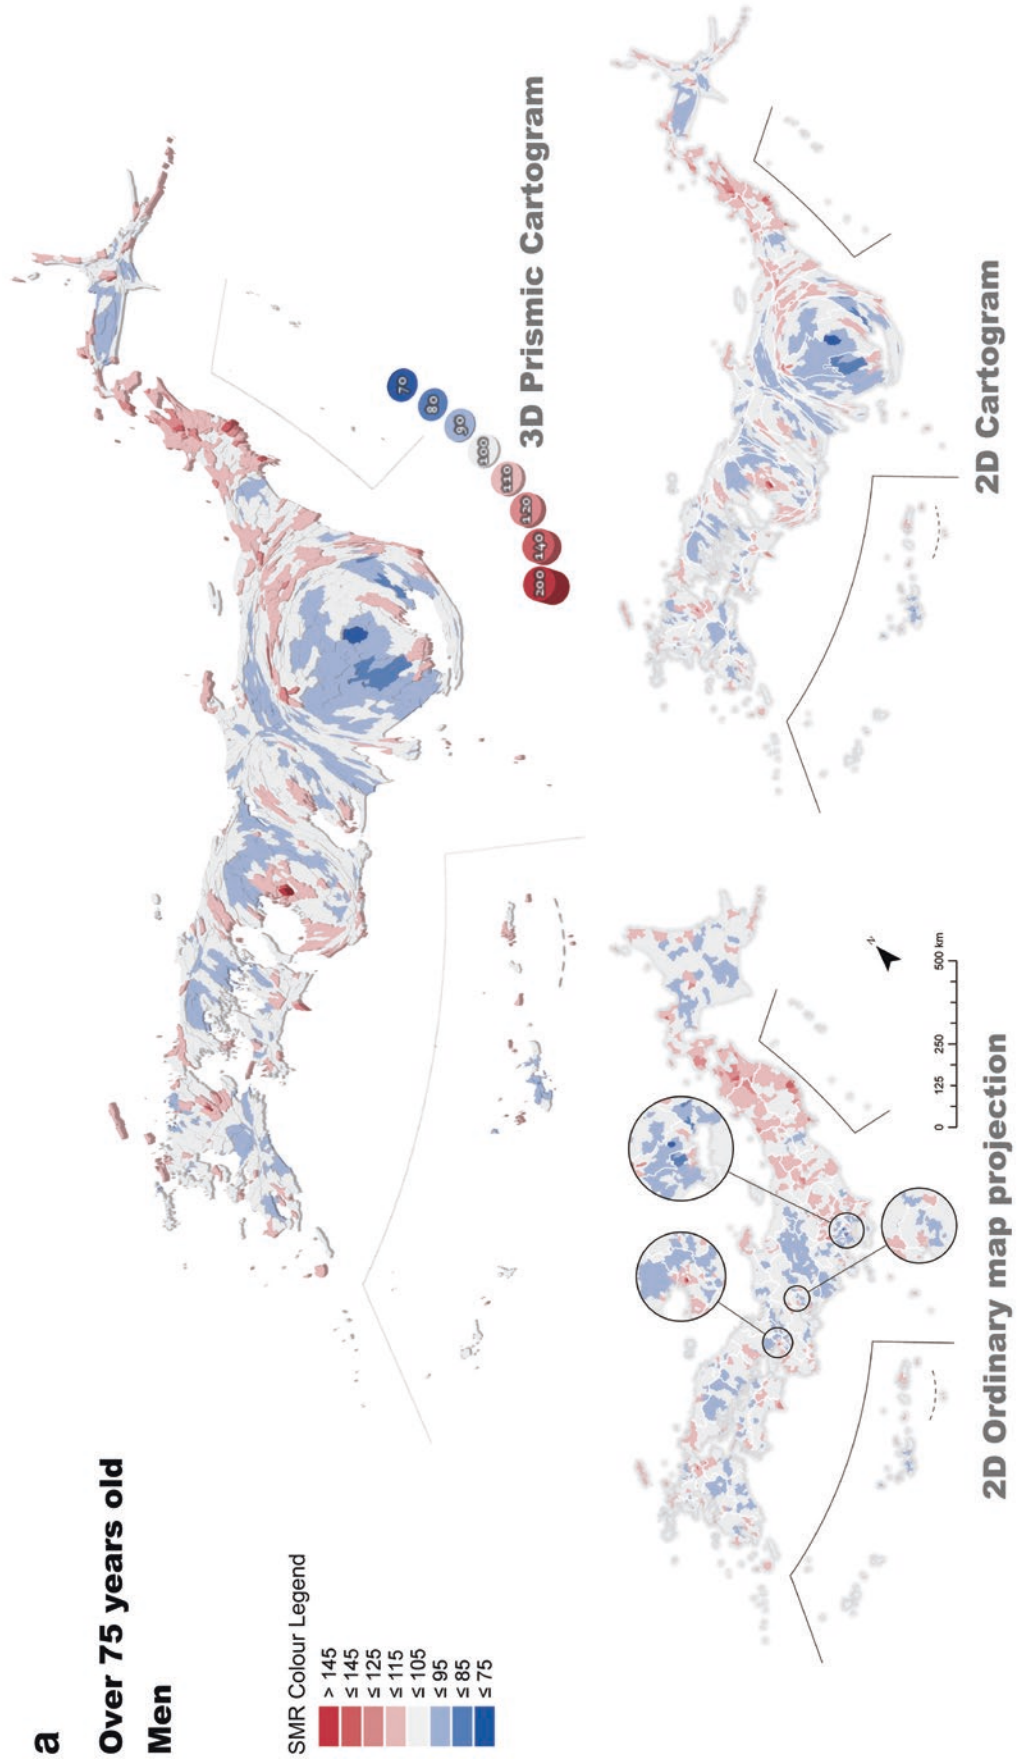 a
Over 75 years old
Men
SMR Colour Legend
> 145
≤ 145
≤ 125
≤ 115
≤ 105
≤ 95
≤ 85
≤ 75
200
140
120
110
100
90
80
70
3D Prismic Cartogram
2D Ordinary map projection
0 125 250 500 km
N
2D Cartogram